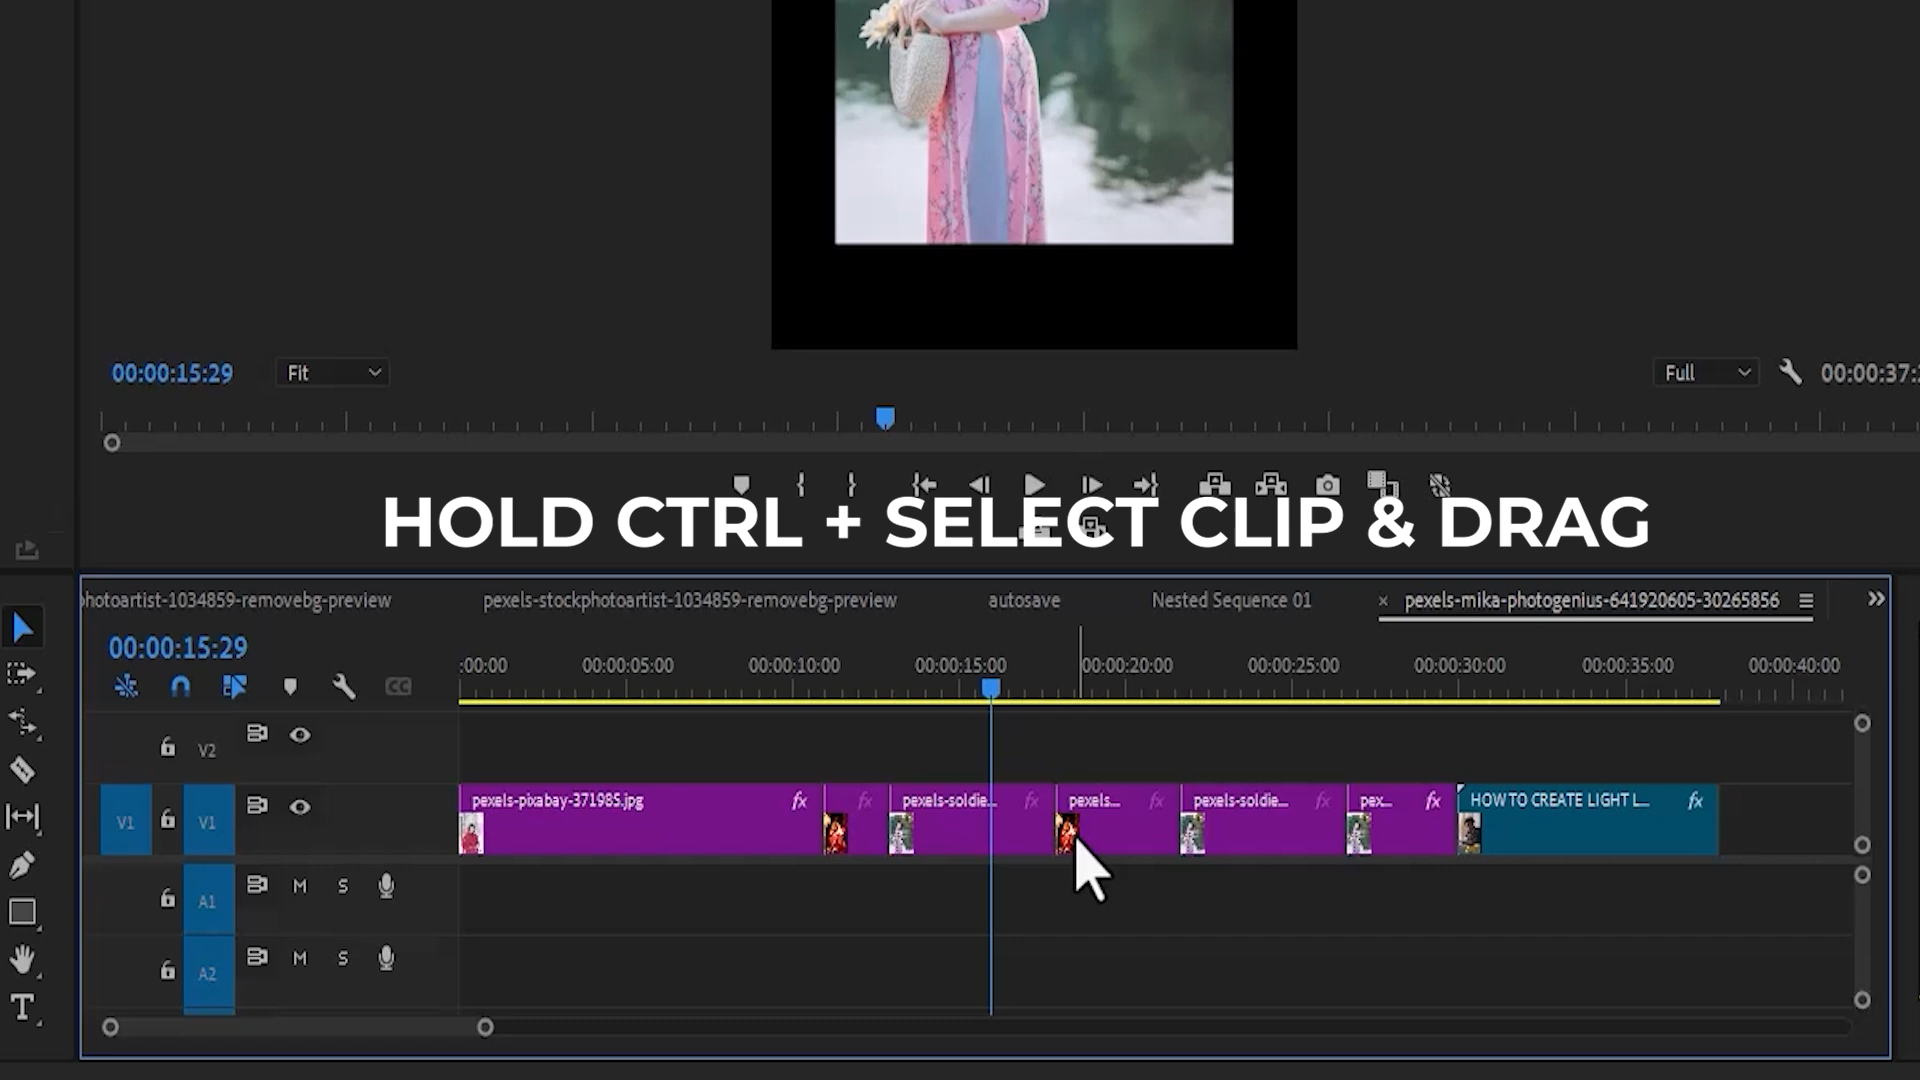 00:00:15:29 Fit Full 00:00:37:
HOLD CTRL + SELECT CLIP & DRAG
photoartist-1034859-removebg-preview pexels-stockphotoartist-1034859-removebg-preview autosave Nested Sequence 01 × pexels-mika-photogenius-641920605-30265856
00:00:15:29
:00:00 00:00:05:00 00:00:10:00 00:00:15:00 00:00:20:00 00:00:25:00 00:00:30:00 00:00:35:00 00:00:40:00
CC
V2
V1 V1
pexels-pixabay-371985.jpg fx fx pexels-soldie... fx pexels... fx pexels-soldie... fx pex... fx HOW TO CREATE LIGHT L... fx
A1 M S
A2 M S
T